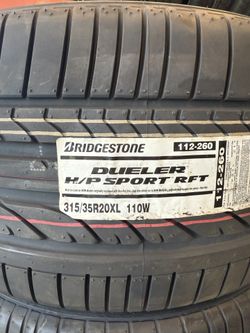 BRIDGESTONE
112-260
DUELER
H/P SPORT RFT
112-260
315/35R20XL 110W